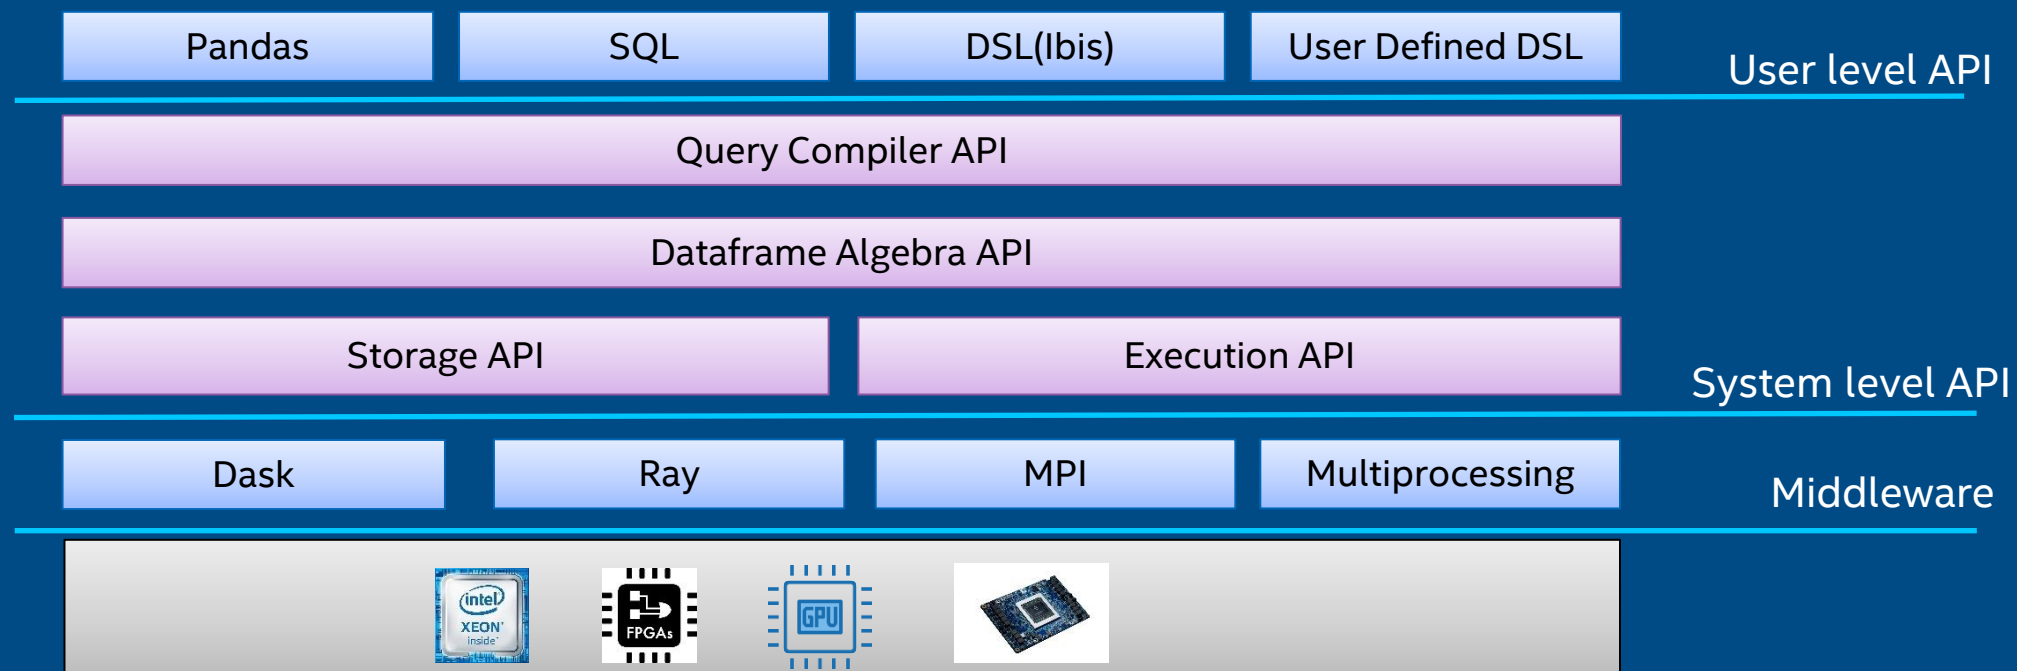 Pandas
SQL
DSL(Ibis)
User Defined DSL
User level API
Query Compiler API
Dataframe Algebra API
Storage API
Execution API
System level API
Dask
Ray
MPI
Multiprocessing
Middleware
intel
XEON®
inside™
FPGAs
GPU